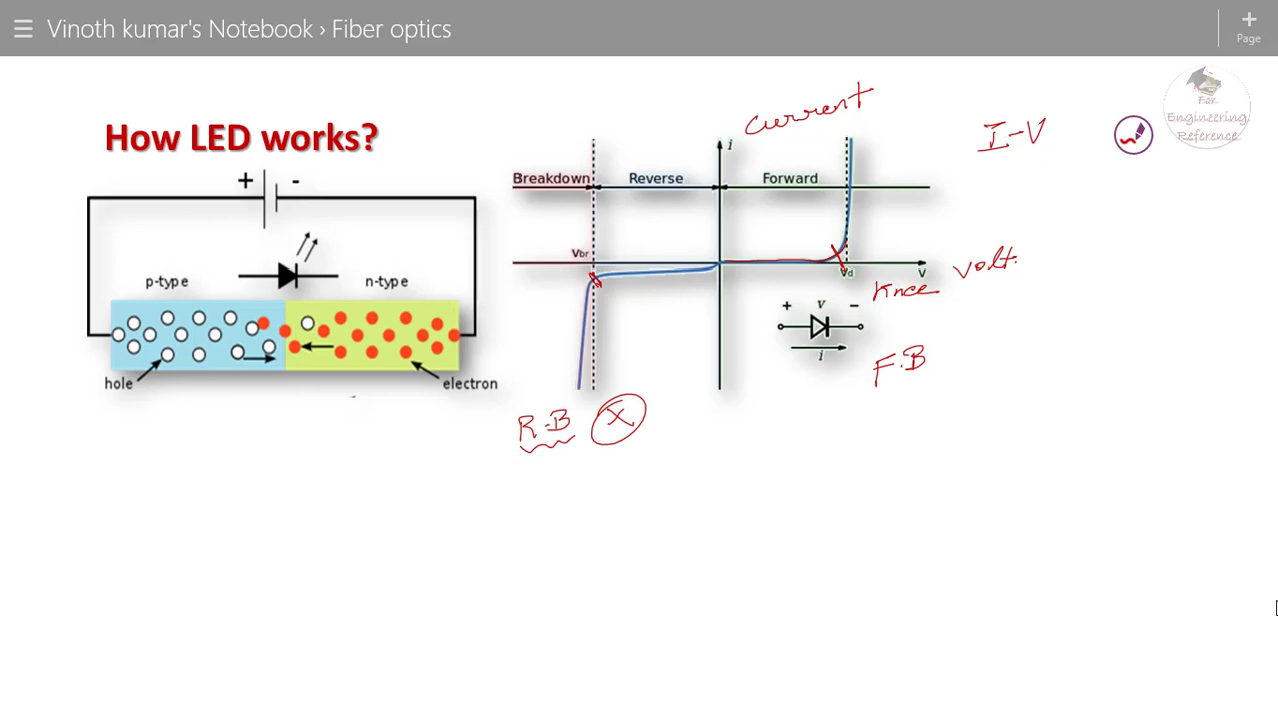 Vinoth kumar's Notebook › Fiber optics
+
Page
For
Engineering
Reference
How LED works?
+ -
p-type
n-type
hole
electron
current
I-V
i
Breakdown
Reverse
Forward
Vbr
Vd
V
Knee volt.
+ v -
i
F.B
R.B X